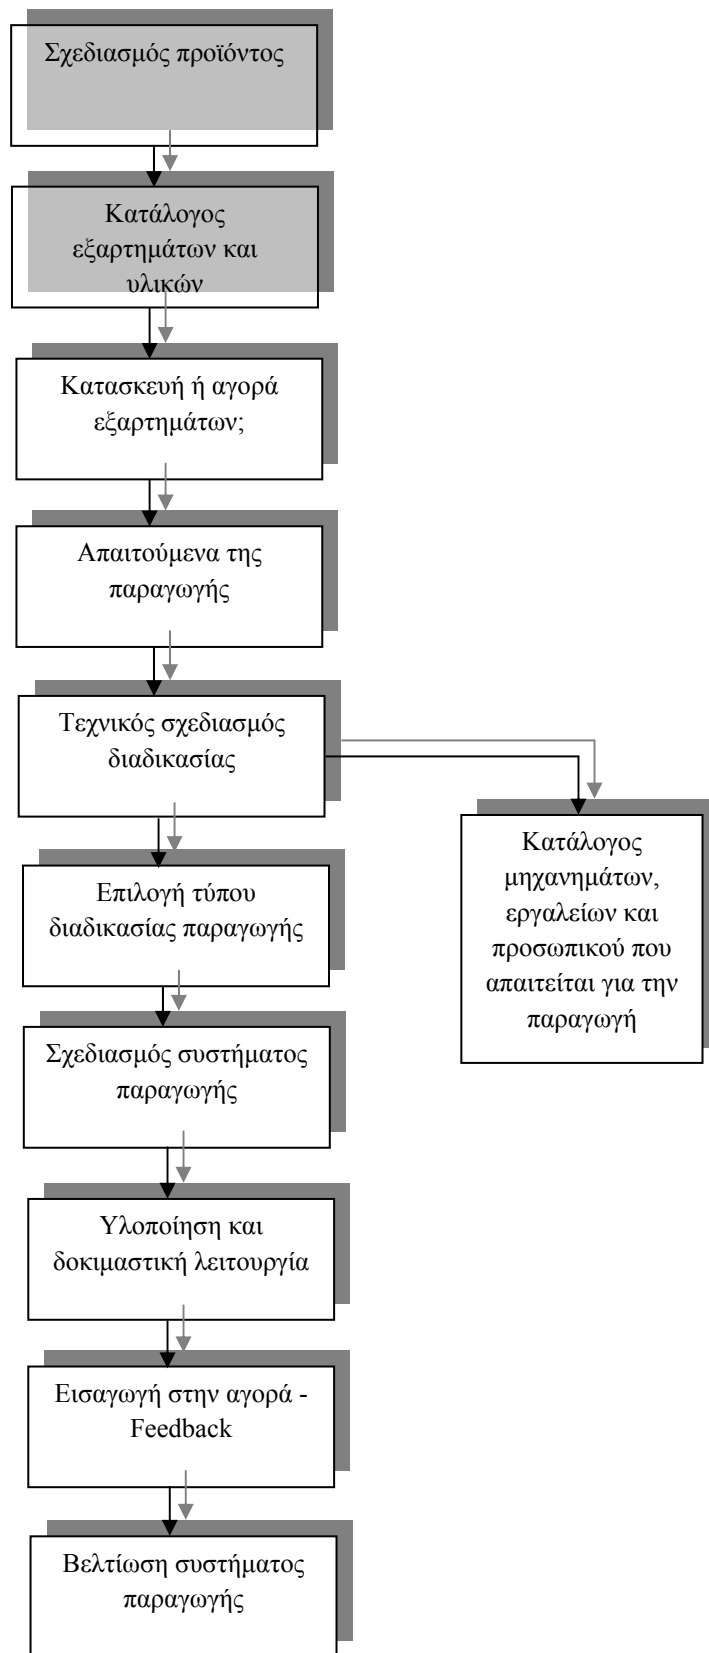 Σχεδιασμός προϊόντος
Κατάλογος
εξαρτημάτων και
υλικών
Κατασκευή ή αγορά
εξαρτημάτων;
Απαιτούμενα της
παραγωγής
Τεχνικός σχεδιασμός
διαδικασίας
Κατάλογος
μηχανημάτων,
εργαλείων και
προσωπικού που
απαιτείται για την
παραγωγή
Επιλογή τύπου
διαδικασίας παραγωγής
Σχεδιασμός συστήματος
παραγωγής
Υλοποίηση και
δοκιμαστική λειτουργία
Εισαγωγή στην αγορά -
Feedback
Βελτίωση συστήματος
παραγωγής